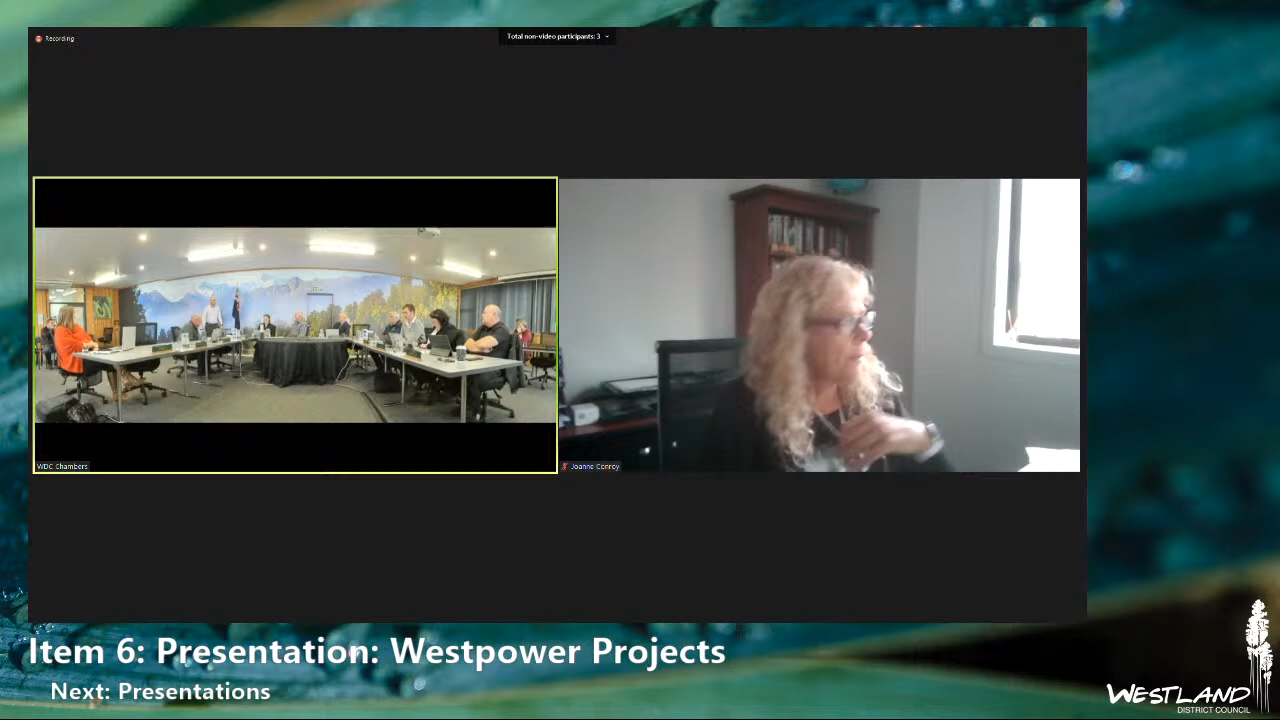 Recording
Total non-video participants: 3
WDC Chambers
Joanne Conroy
Item 6: Presentation: Westpower Projects
Next: Presentations
WESTLAND
DISTRICT COUNCIL